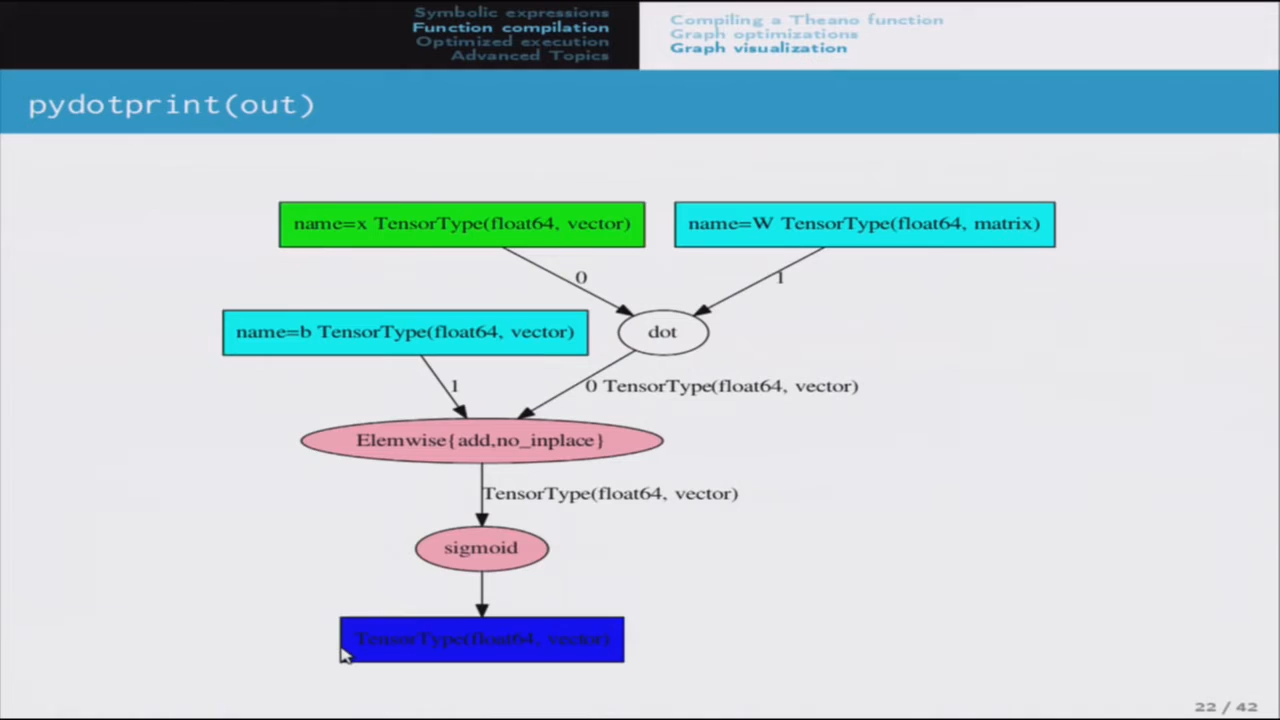 Symbolic expressions
Function compilation
Optimized execution
Advanced Topics
Compiling a Theano function
Graph optimizations
Graph visualization
pydotprint(out)
name=x TensorType(float64, vector)
name=W TensorType(float64, matrix)
0
1
name=b TensorType(float64, vector)
dot
1
0 TensorType(float64, vector)
Elemwise{add,no_inplace}
TensorType(float64, vector)
sigmoid
TensorType(float64, vector)
22 / 42